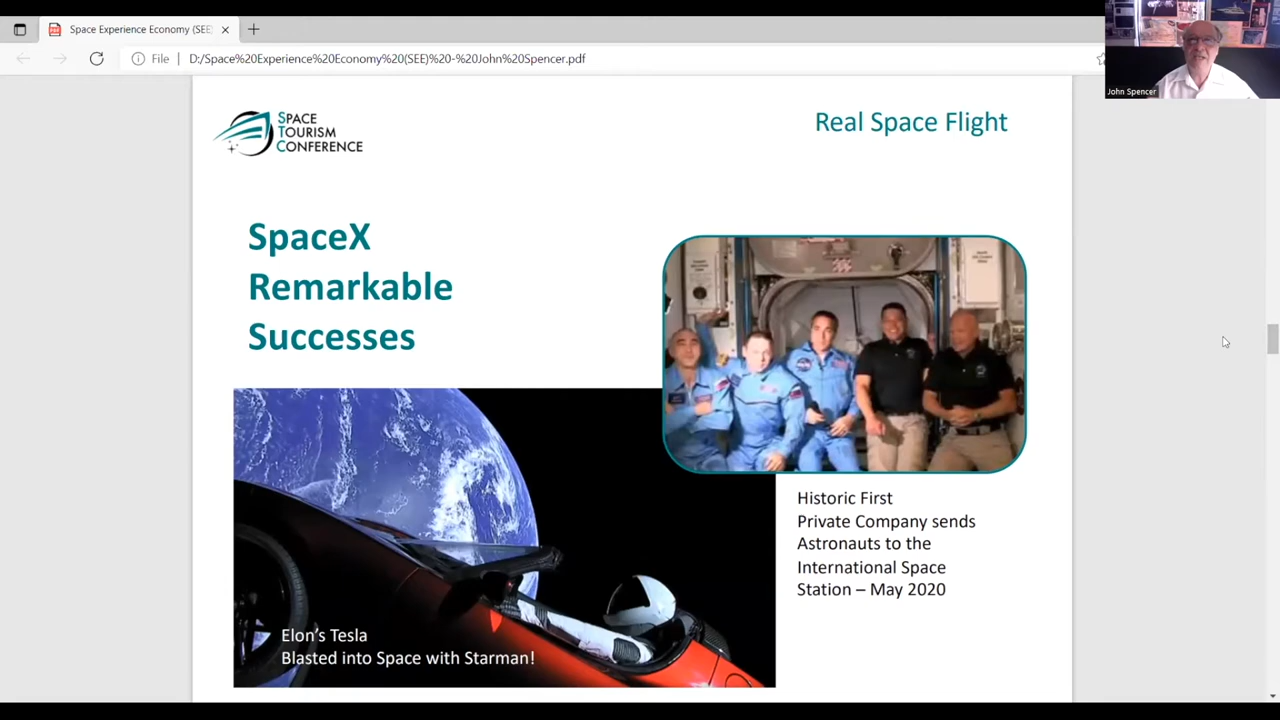 Space Experience Economy (SEE)
File
D:/Space%20Experience%20Economy%20(SEE)%20-%20John%20Spencer.pdf
John Spencer
SPACE
TOURISM
CONFERENCE
Real Space Flight
SpaceX
Remarkable
Successes
Historic First
Private Company sends
Astronauts to the
International Space
Station – May 2020
Elon's Tesla
Blasted into Space with Starman!